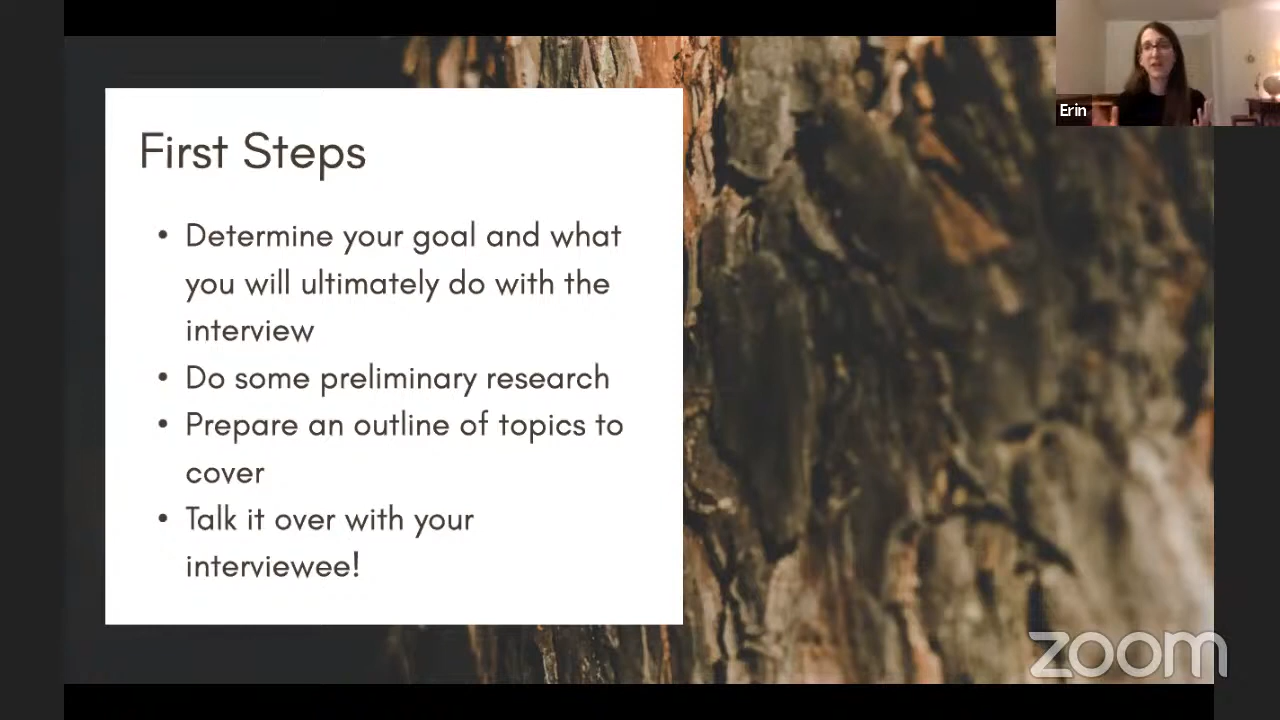 First Steps
• Determine your goal and what
you will ultimately do with the
interview
• Do some preliminary research
• Prepare an outline of topics to
cover
• Talk it over with your
interviewee!
Erin
zoom